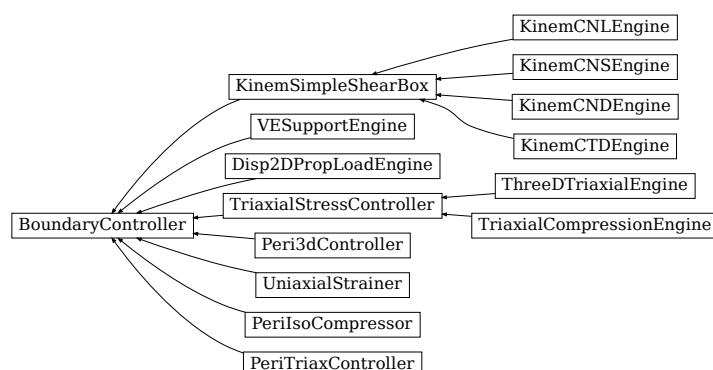 KinemCNLEngine
KinemCNSEngine
KinemSimpleShearBox
KinemCNDEngine
VESupportEngine
KinemCTDEngine
Disp2DPropLoadEngine
ThreeDTriaxialEngine
TriaxialStressController
BoundaryController
TriaxialCompressionEngine
Peri3dController
UniaxialStrainer
PeriIsoCompressor
PeriTriaxController